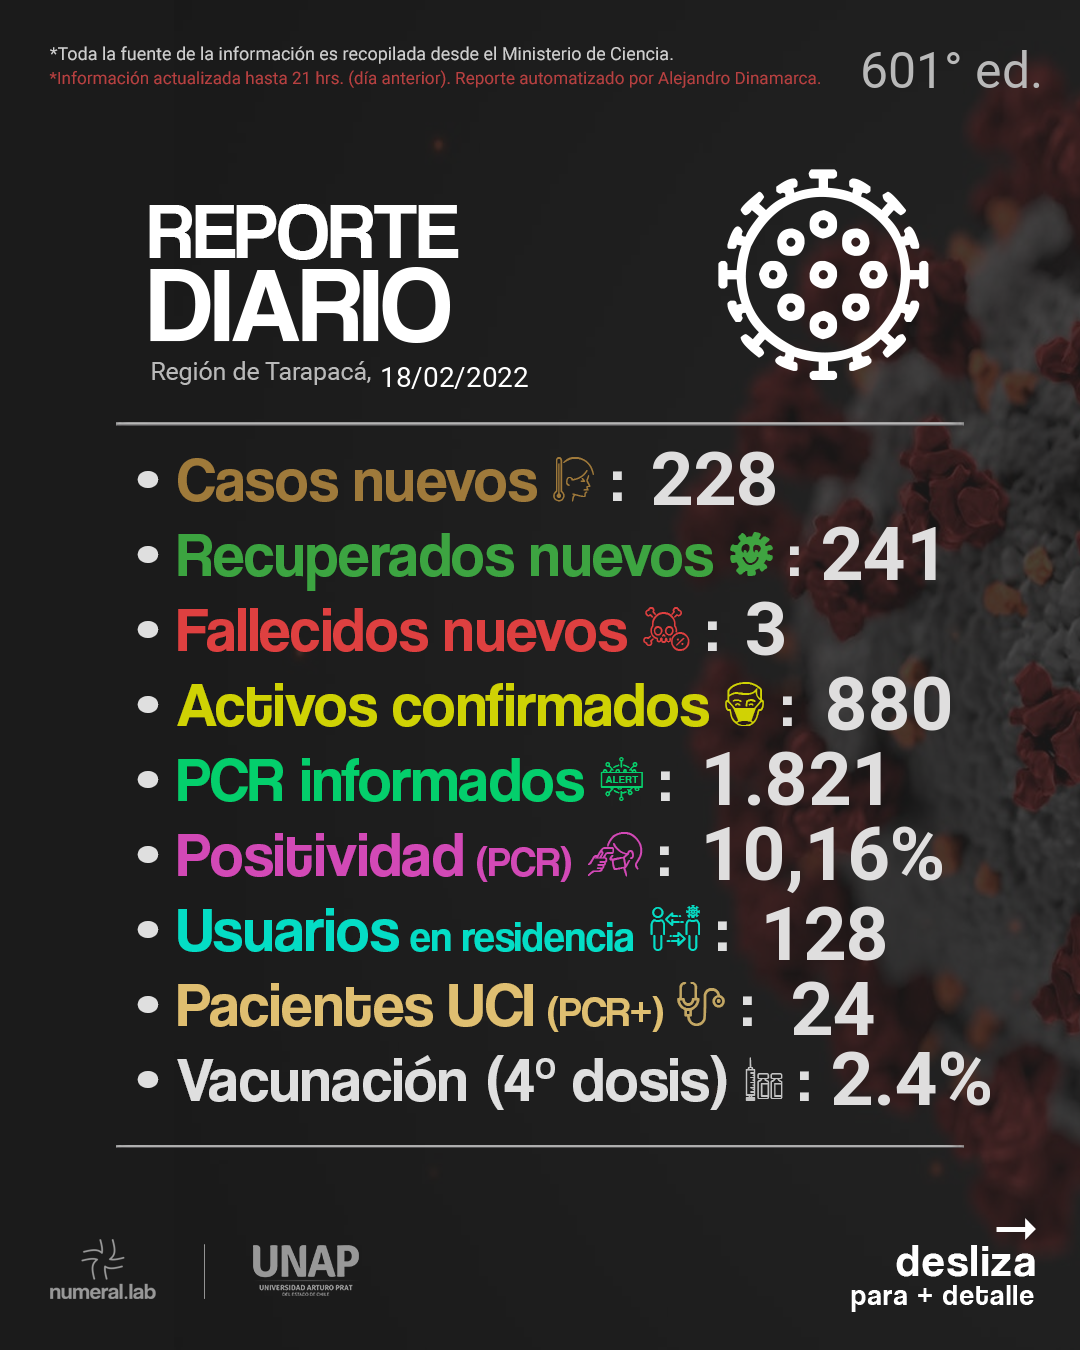 *Toda la fuente de la información es recopilada desde el Ministerio de Ciencia.
*Información actualizada hasta 21 hrs. (día anterior). Reporte automatizado por Alejandro Dinamarca.
601° ed.
REPORTE
DIARIO
Región de Tarapacá, 18/02/2022
• Casos nuevos : 228
• Recuperados nuevos : 241
• Fallecidos nuevos : 3
• Activos confirmados : 880
• PCR informados ALERT : 1.821
• Positividad (PCR) : 10,16%
• Usuarios en residencia : 128
• Pacientes UCI (PCR+) : 24
• Vacunación (4º dosis) : 2.4%
numeral.lab
UNAP
UNIVERSIDAD ARTURO PRAT
DEL ESTADO DE CHILE
→
desliza
para + detalle